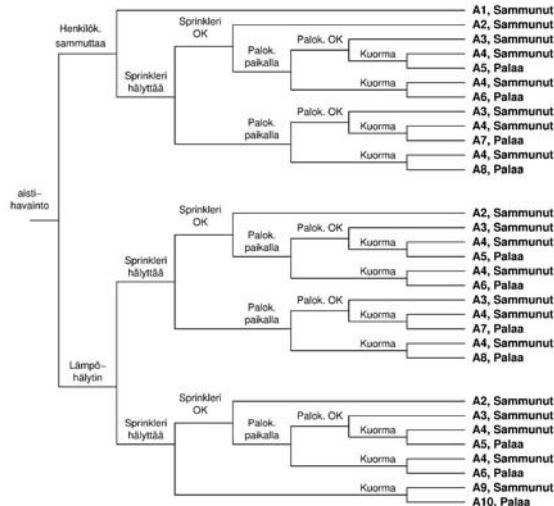 A1, Sammunut
Henkilök.
sammuttaa
Sprinkleri
OK
A2, Sammunut
Palok. OK
A3, Sammunut
Palok.
paikalla
Kuorma
A4, Sammunut
A5, Palaa
Sprinkleri
hälyttää
Kuorma
A4, Sammunut
A6, Palaa
Palok. OK
A3, Sammunut
Palok.
paikalla
Kuorma
A4, Sammunut
A7, Palaa
Kuorma
A4, Sammunut
A8, Palaa
aisti-
havainto
Sprinkleri
OK
A2, Sammunut
Palok. OK
A3, Sammunut
Palok.
paikalla
Kuorma
A4, Sammunut
A5, Palaa
Sprinkleri
hälyttää
Kuorma
A4, Sammunut
A6, Palaa
Palok. OK
A3, Sammunut
Palok.
paikalla
Kuorma
A4, Sammunut
A7, Palaa
Kuorma
A4, Sammunut
A8, Palaa
Lämpö-
hälytin
Sprinkleri
OK
A2, Sammunut
Palok. OK
A3, Sammunut
Sprinkleri
hälyttää
Palok.
paikalla
Kuorma
A4, Sammunut
A5, Palaa
Kuorma
A4, Sammunut
A6, Palaa
Kuorma
A9, Sammunut
A10, Palaa